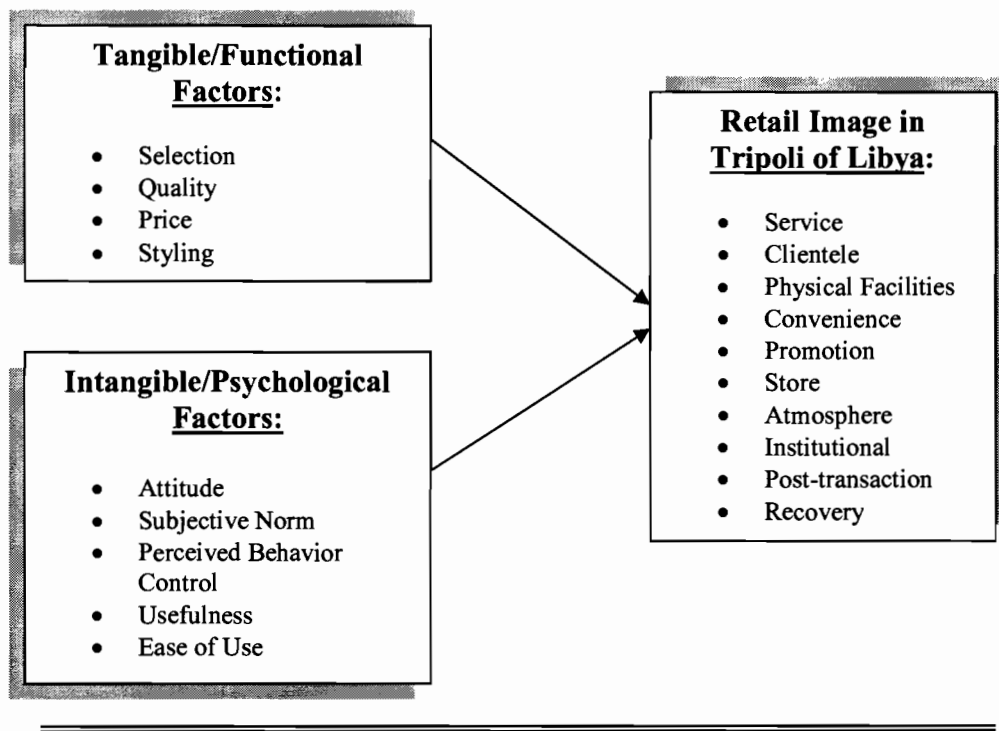 Tangible/Functional
Factors:
• Selection
• Quality
• Price
• Styling
Intangible/Psychological
Factors:
• Attitude
• Subjective Norm
• Perceived Behavior
Control
• Usefulness
• Ease of Use
Retail Image in
Tripoli of Libya:
• Service
• Clientele
• Physical Facilities
• Convenience
• Promotion
• Store
• Atmosphere
• Institutional
• Post-transaction
• Recovery